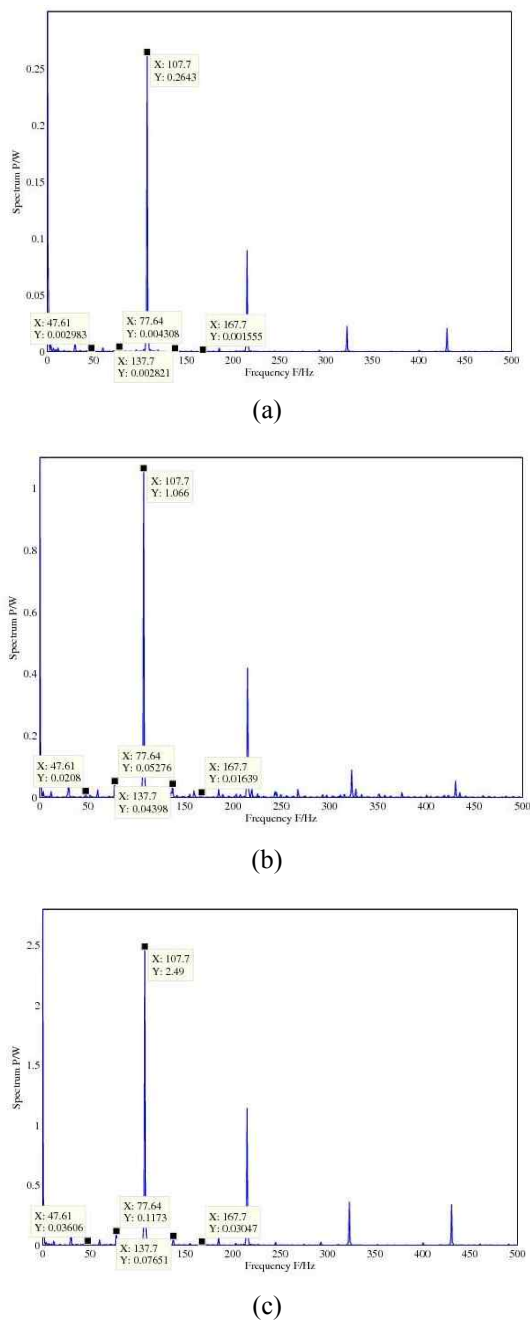 0.25
X: 107.7
Y: 0.2643
0.2
0.15
0.1
0.05
0
Spectrum P/W
X: 47.61
Y: 0.002983
X: 77.64
Y: 0.004308
X: 137.7
Y: 0.002821
X: 167.7
Y: 0.001555
0 50 100 150 200 250 300 350 400 450 500
Frequency F/Hz
(a)
1
X: 107.7
Y: 1.066
0.8
0.6
0.4
0.2
0
Spectrum P/W
X: 47.61
Y: 0.0208
X: 77.64
Y: 0.05276
X: 137.7
Y: 0.04398
X: 167.7
Y: 0.01639
0 50 150 200 250 300 350 400 450 500
Frequency F/Hz
(b)
2.5
X: 107.7
Y: 2.49
2
1.5
1
0.5
0
Spectrum P/W
X: 47.61
Y: 0.03606
X: 77.64
Y: 0.1173
X: 137.7
Y: 0.07651
X: 167.7
Y: 0.03047
0 50 150 200 250 300 350 400 450 500
Frequency F/Hz
(c)